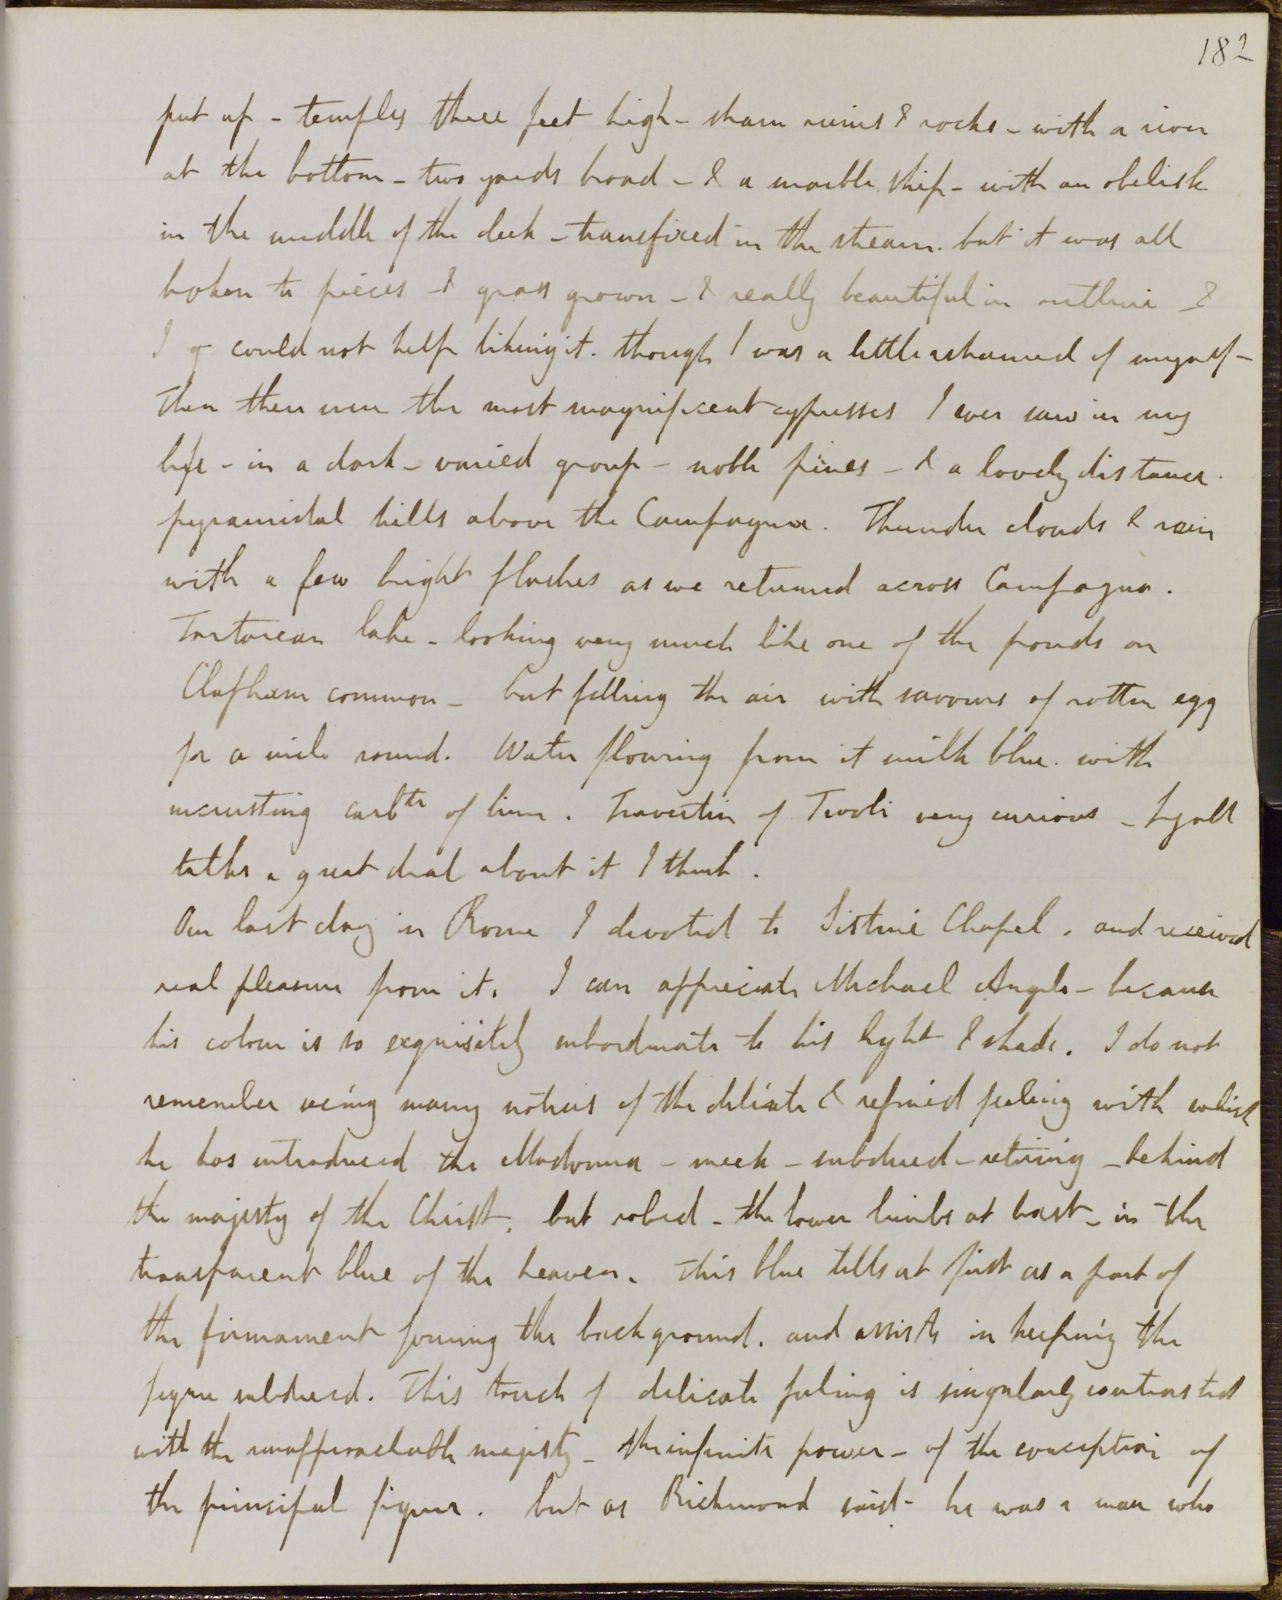 182
put up - temples three feet high - sham ruins & rocks - with a river
at the bottom - two yards broad - & a marble ship - with an obelisk
in the middle of the deck - transfixed in the stream. but it was all
broken to pieces - & grass grown - & really beautiful in outline - &
I could not help liking it. though I was a little ashamed of myself -
Then there were the most magnificent cypresses I ever saw in my
life - in a dark - varied group - noble pines - & a lovely distance.
pyramidal hills above the Campagna. Thunder clouds & rain
with a few bright flashes as we returned across Campagna.
Tartarean lake - looking very much like one of the ponds on
Clapham common - but filling the air with savours of rotten egg
for a mile round. Water flowing from it milk blue. with
incrusting carbte of lime. Travertin of Tivoli very curious - Lyell
talks a great deal about it I think.
Our last day in Rome I devoted to Sistine Chapel. and received
real pleasure from it. I can appreciate Michael Angelo - because
his colour is so exquisitely subordinate to his light & shade. I do not
remember seeing many notices of the delicate & refined feeling with which
he has introduced the Madonna - meek - subdued - retiring - behind
the majesty of the Christ. but robed - the lower limbs at least - in the
transparent blue of the heaven. This blue tells at first as a part of
the firmament forming the background. and assists in keeping the
figure subdued. This touch of delicate feeling is singularly contrasted
with the unapproachable majesty - the infinite power - of the conception of
the principal figure. but as Richmond said - he was a man who